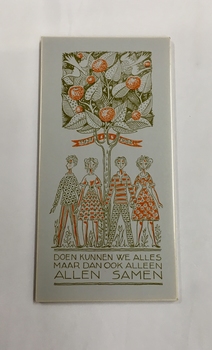 DOEN KUNNEN WE ALLES
MAAR DAN OOK ALLEEN
ALLEN SAMEN